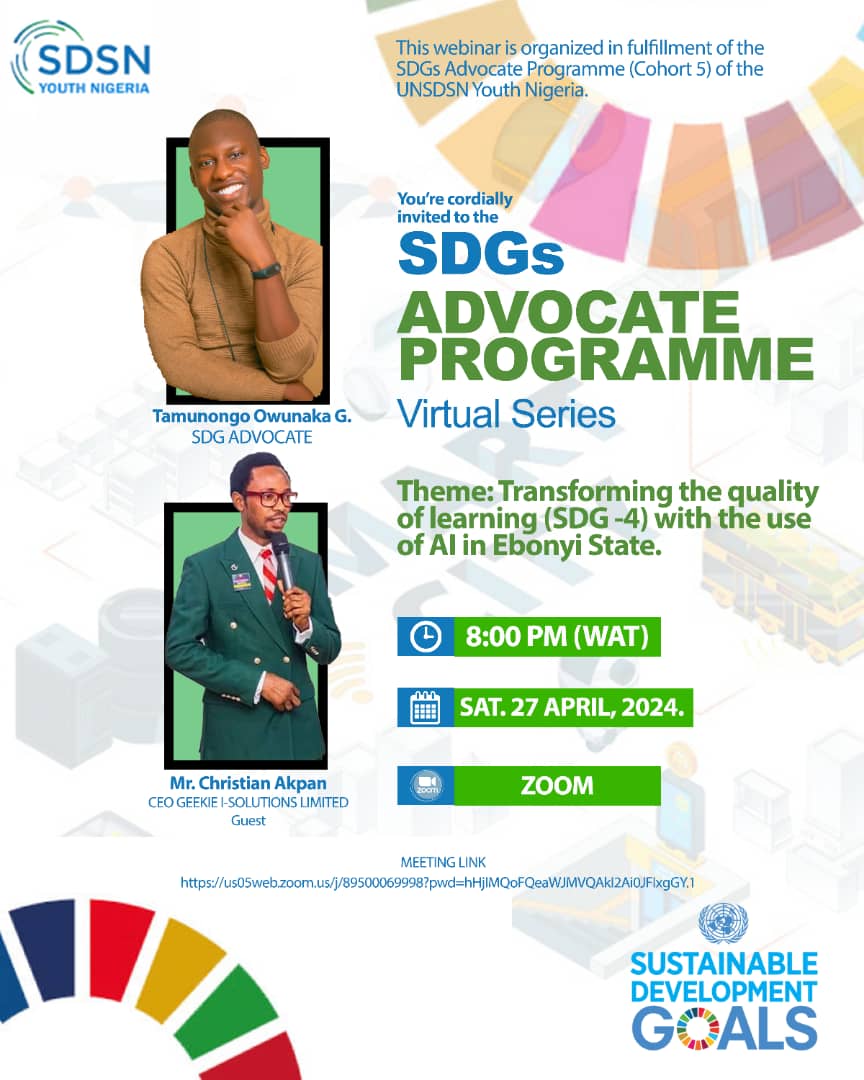 SDSN
YOUTH NIGERIA
This webinar is organized in fulfillment of the
SDGs Advocate Programme (Cohort 5) of the
UNSDSN Youth Nigeria.
You're cordially
invited to the
SDGs
ADVOCATE
PROGRAMME
Virtual Series
Tamunongo Owunaka G.
SDG ADVOCATE
Theme: Transforming the quality
of learning (SDG -4) with the use
of AI in Ebonyi State.
8:00 PM (WAT)
SAT. 27 APRIL, 2024.
zoom
ZOOM
Mr. Christian Akpan
CEO GEEKIE I-SOLUTIONS LIMITED
Guest
MEETING LINK
https://us05web.zoom.us/j/89500069998?pwd=hHjIMQoFQeaWJMVQAkI2Ai0JFIxgGY.1
SMART
CITY
SUSTAINABLE
DEVELOPMENT
GOALS